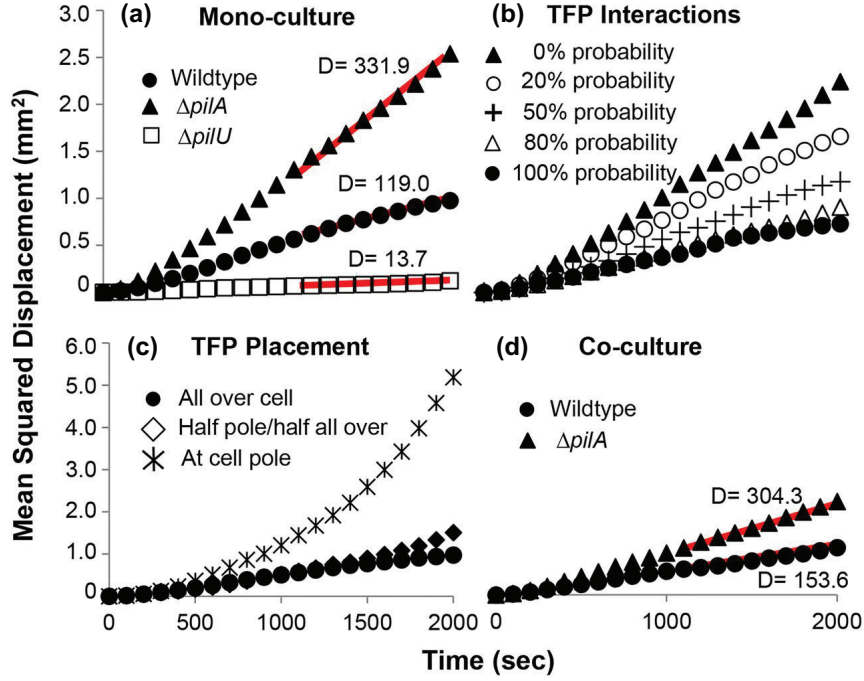 (a) Mono-culture
Wildtype
ΔpilA
ΔpilU
D= 331.9
D= 119.0
D= 13.7
3.0
2.5
2.0
1.5
1.0
0.5
0
(b) TFP Interactions
0% probability
20% probability
50% probability
80% probability
100% probability
Mean Squared Displacement (mm²)
(c) TFP Placement
All over cell
Half pole/half all over
At cell pole
6.0
5.0
4.0
3.0
2.0
1.0
0
0 500 1000 1500 2000
(d) Co-culture
Wildtype
ΔpilA
D= 304.3
D= 153.6
0 1000 2000
Time (sec)